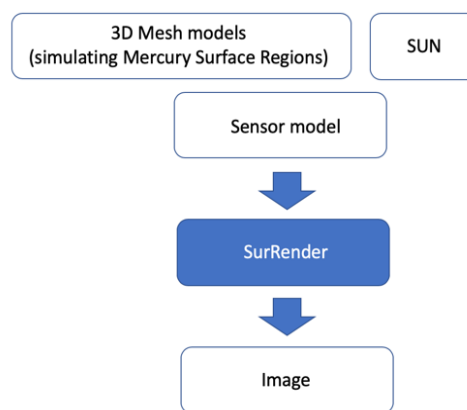 3D Mesh models
(simulating Mercury Surface Regions)
SUN
Sensor model
SurRender
Image